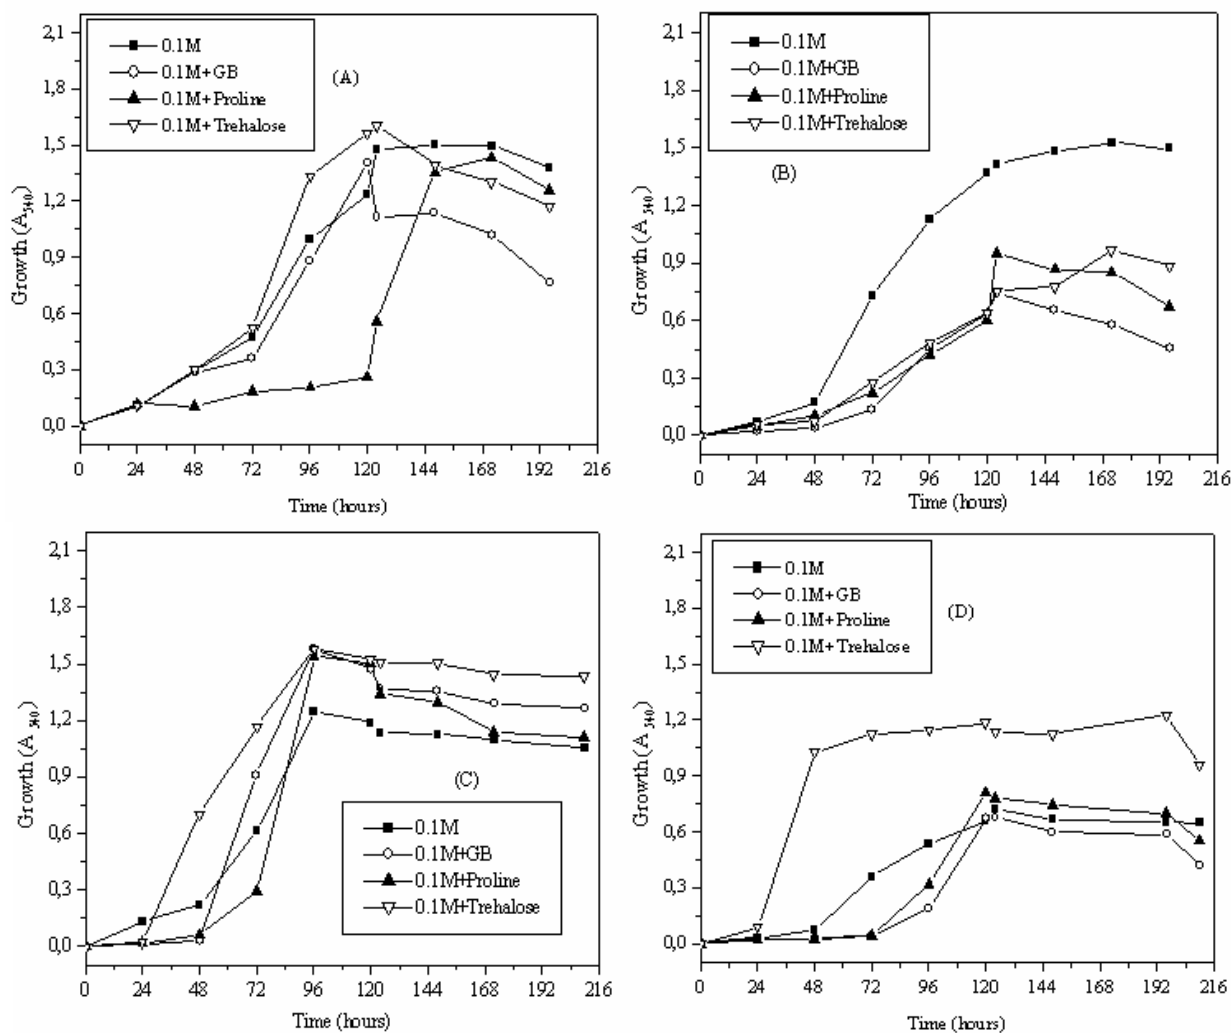 2,1
1,8
1,5
1,2
0,9
0,6
0,3
0,0
Growth (A540)
0.1M
0.1M+GB
0.1M+Proline
0.1M+Trehalose
(A)
0 24 48 72 96 120 144 168 192 216
Time (hours)
2,1
1,8
1,5
1,2
0,9
0,6
0,3
0,0
Growth (A 540)
0.1M
0.1M+GB
0.1M+Proline
0.1M+Trehalose
(B)
0 24 48 72 96 120 144 168 192 216
Time (hours)
2,1
1,8
1,5
1,2
0,9
0,6
0,3
0,0
Growth (A 540)
(C)
0.1M
0.1M+GB
0.1M+Proline
0.1M+Trehalose
0 24 48 72 96 120 144 168 192 216
Time (hours)
2,1
1,8
1,5
1,2
0,9
0,6
0,3
0,0
Growth (A 540)
0.1M
0.1M+GB
0.1M+Proline
0.1M+Trehalose
(D)
0 24 48 72 96 120 144 168 192 216
Time (hours)